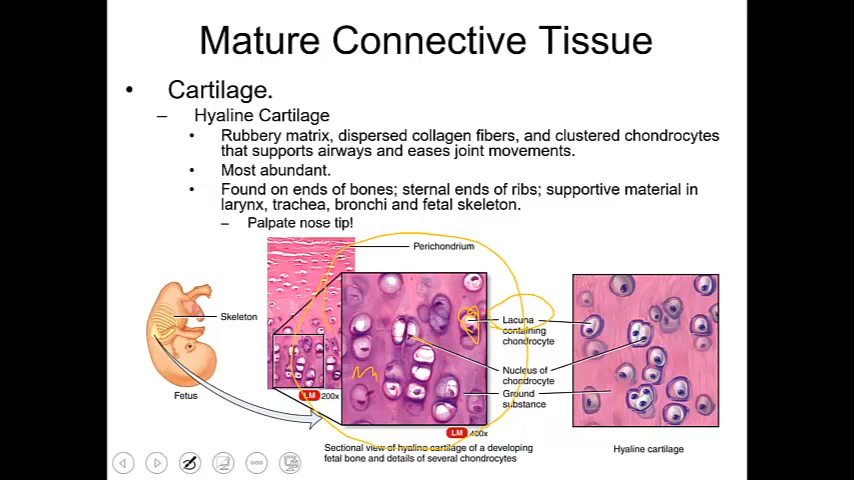 Mature Connective Tissue
• Cartilage.
– Hyaline Cartilage
• Rubbery matrix, dispersed collagen fibers, and clustered chondrocytes
that supports airways and eases joint movements.
• Most abundant.
• Found on ends of bones; sternal ends of ribs; supportive material in
larynx, trachea, bronchi and fetal skeleton.
– Palpate nose tip!
Perichondrium
Skeleton
Fetus
LM 200x
Lacuna
containing
chondrocyte
Nucleus of
chondrocyte
Ground
substance
LM 400x
Sectional view of hyaline cartilage of a developing
fetal bone and details of several chondrocytes
Hyaline cartilage